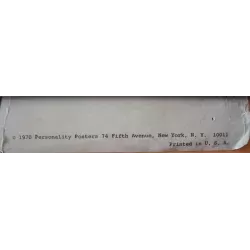 © 1970 Personality Posters 74 Fifth Avenue, New York, N. Y. 10011
Printed in U. S. A.